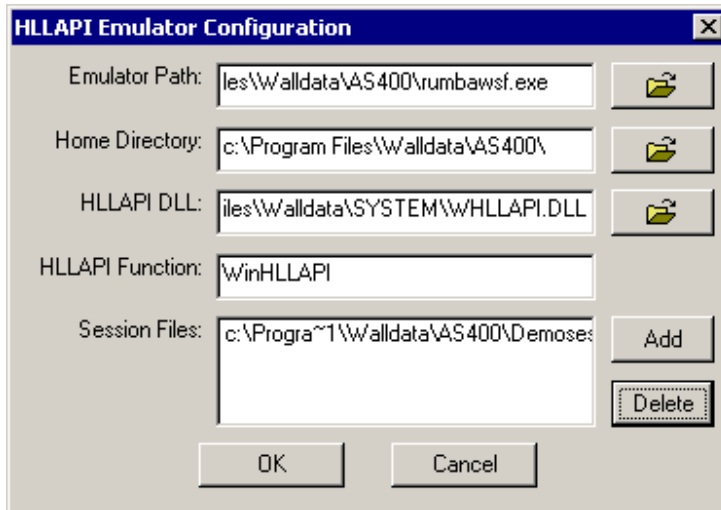 HLLAPI Emulator Configuration
Emulator Path: les\Walldata\AS400\rumbawsf.exe
Home Directory: c:\Program Files\Walldata\AS400\
HLLAPI DLL: iles\Walldata\SYSTEM\WHLLAPI.DLL
HLLAPI Function: WinHLLAPI
Session Files: c:\Progra~1\Walldata\AS400\Demoses
Add
Delete
OK Cancel